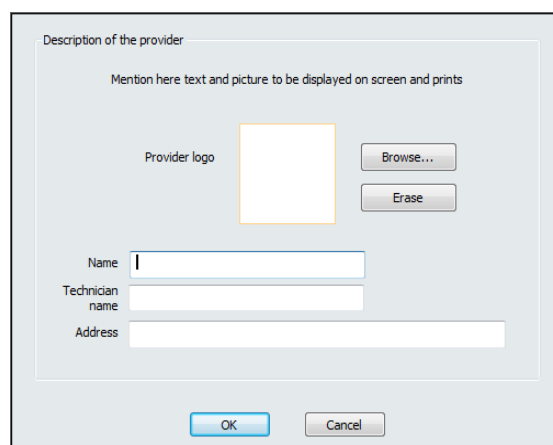 Description of the provider
Mention here text and picture to be displayed on screen and prints
Provider logo
Browse...
Erase
Name
Technician
name
Address
OK
Cancel